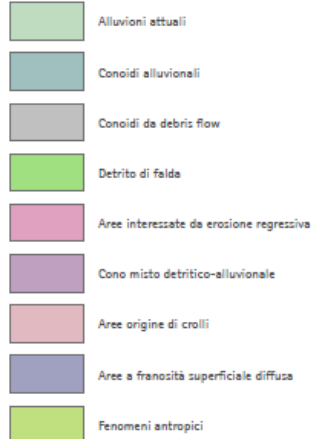 Alluvioni attuali
Conoidi alluvionali
Conoidi da debris flow
Detrito di falda
Aree interessate da erosione regressiva
Cono misto detritico-alluvionale
Aree origine di crolli
Aree a franosità superficiale diffusa
Fenomeni antropici